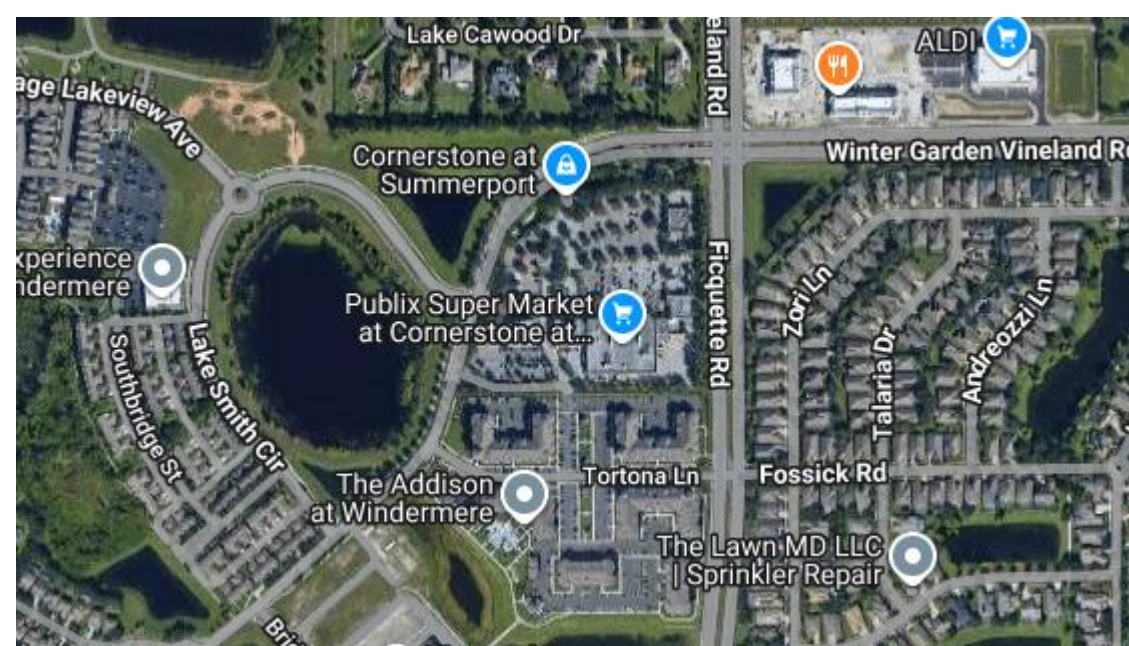 Lake Cawood Dr
eland Rd
ALDI
age Lakeview Ave
Cornerstone at
Summerport
Winter Garden Vineland R
xperience
ndermere
Ficquette Rd
Zori Ln
Andreozzi Ln
Talaria Dr
Publix Super Market
at Cornerstone at...
Southbridge St
Lake Smith Cir
The Addison
at Windermere
Tortona Ln
Fossick Rd
The Lawn MD LLC
| Sprinkler Repair
Bri